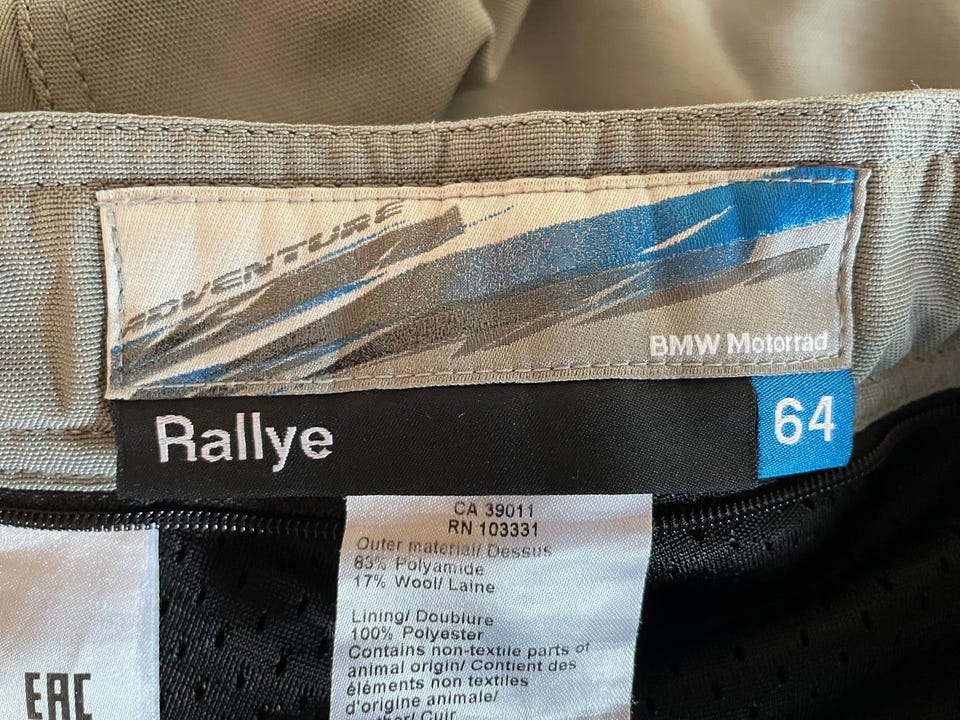 ADVENTURE
BMW Motorrad
Rallye
64
CA 39011
RN 103331
Outer material/ Dessus
83% Polyamide
17% Wool/ Laine
Lining/ Doublure
100% Polyester
Contains non-textile parts of
animal origin/ Contient des
éléments non textiles
d'origine animale/
EAC